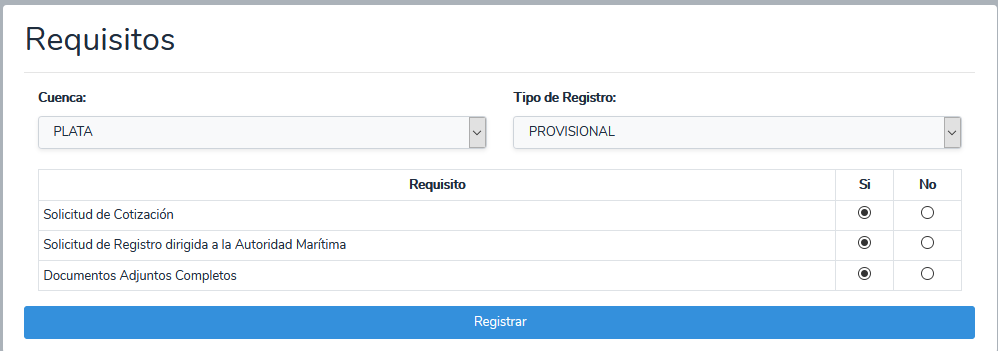 Requisitos
Cuenca: Tipo de Registro:
PLATA PROVISIONAL
Requisito Si No
Solicitud de Cotización
Solicitud de Registro dirigida a la Autoridad Marítima
Documentos Adjuntos Completos
Registrar